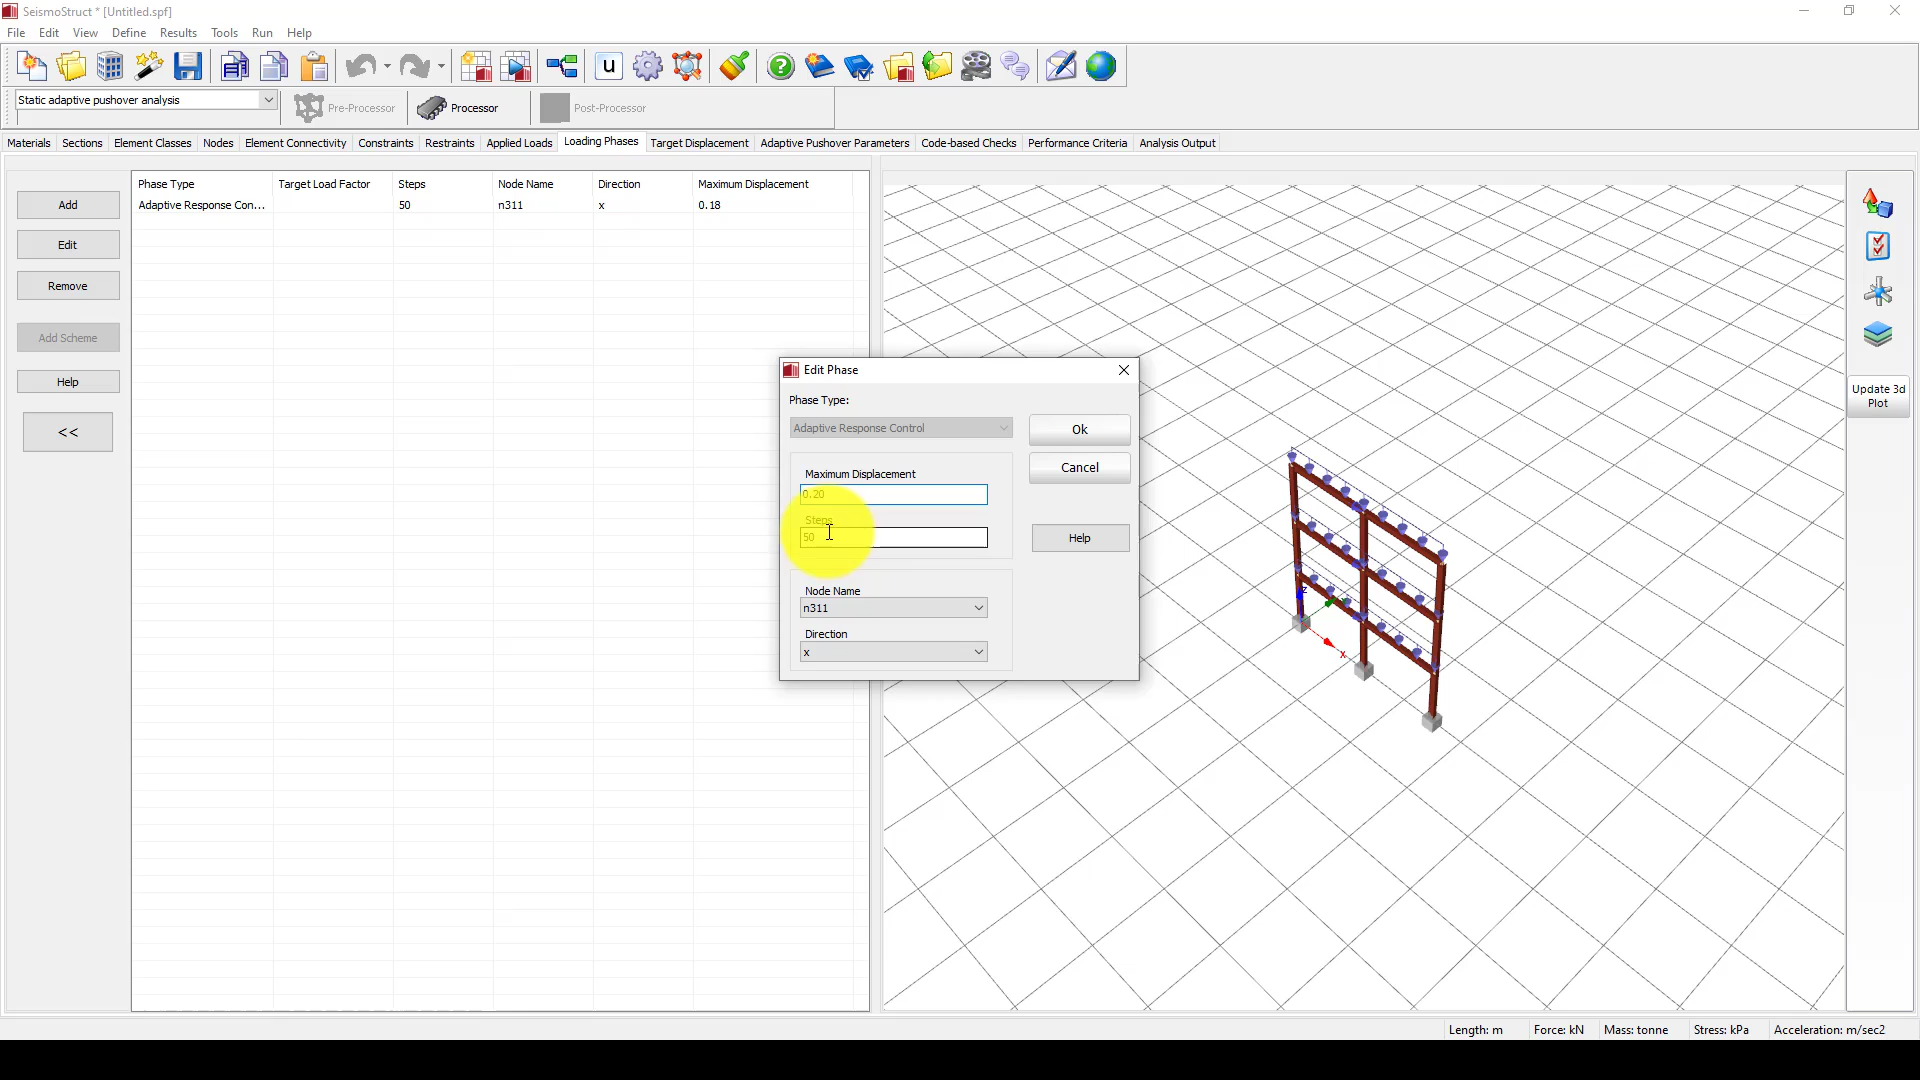 SeismoStruct * [Untitled.spf]
File Edit View Define Results Tools Run Help
u
Static adaptive pushover analysis
Pre-Processor
Processor
Post-Processor
Materials Sections Element Classes Nodes Element Connectivity Constraints Restraints Applied Loads Loading Phases Target Displacement Adaptive Pushover Parameters Code-based Checks Performance Criteria Analysis Output
Add
Edit
Remove
Add Scheme
Help
<<
Phase Type Target Load Factor Steps Node Name Direction Maximum Displacement
Adaptive Response Con... 50 n311 x 0.18
Edit Phase
Phase Type:
Adaptive Response Control
Ok
Cancel
Help
Maximum Displacement
0.20
Steps
50
Node Name
n311
Direction
x
z
x
Update 3d
Plot
Length: m Force: kN Mass: tonne Stress: kPa Acceleration: m/sec2